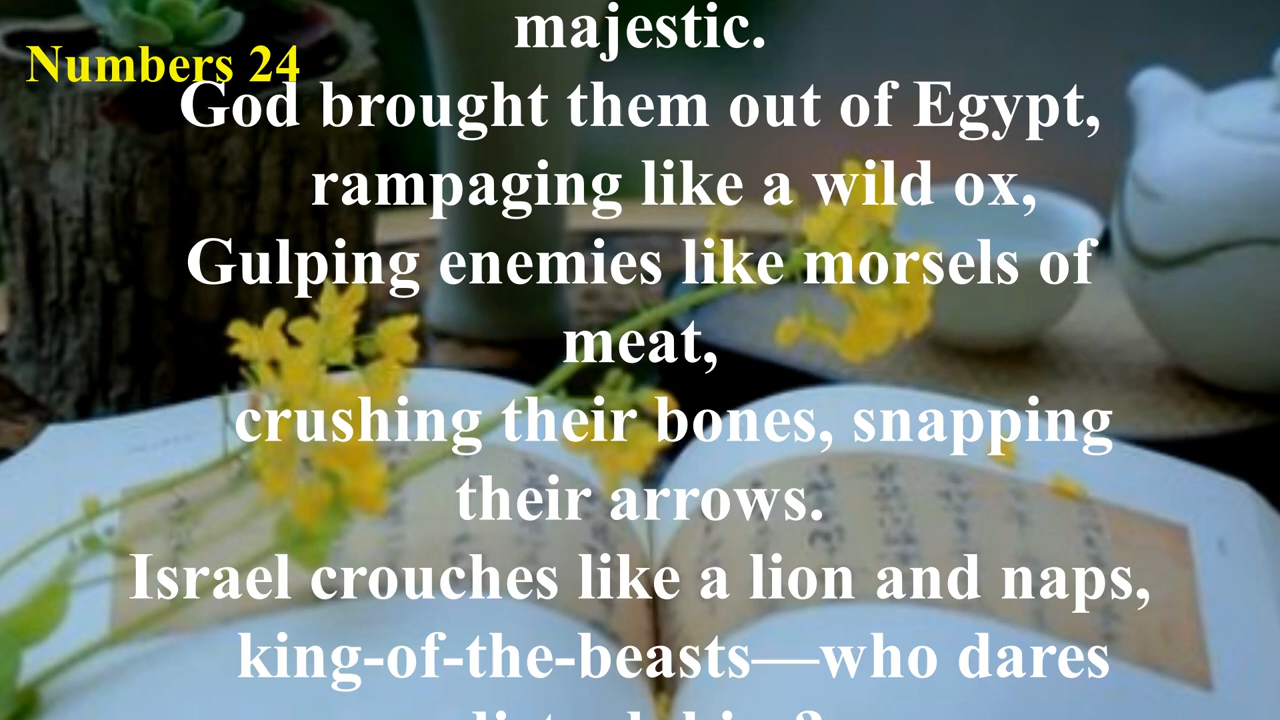 majestic.
Numbers 24
God brought them out of Egypt,
rampaging like a wild ox,
Gulping enemies like morsels of
meat,
crushing their bones, snapping
their arrows.
Israel crouches like a lion and naps,
king-of-the-beasts—who dares